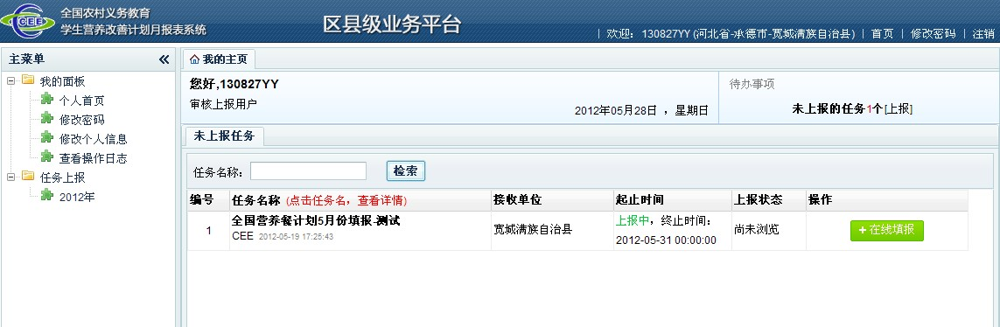 CEE
全国农村义务教育
学生营养改善计划月报表系统
区县级业务平台
| 欢迎：130827YY (河北省-承德市-宽城满族自治县) | 首页 | 修改密码 | 注销
主菜单
我的面板
个人首页
修改密码
修改个人信息
查看操作日志
任务上报
2012年
我的主页
您好,130827YY
审核上报用户
2012年05月28日 ，星期日
待办事项
未上报的任务1个[上报]
未上报任务
任务名称： 检索
编号 任务名称 (点击任务名，查看详情) 接收单位 起止时间 上报状态 操作
1
全国营养餐计划5月份填报-测试
CEE 2012-05-19 17:25:43
宽城满族自治县
上报中，终止时间：
2012-05-31 00:00:00
尚未浏览
+ 在线填报